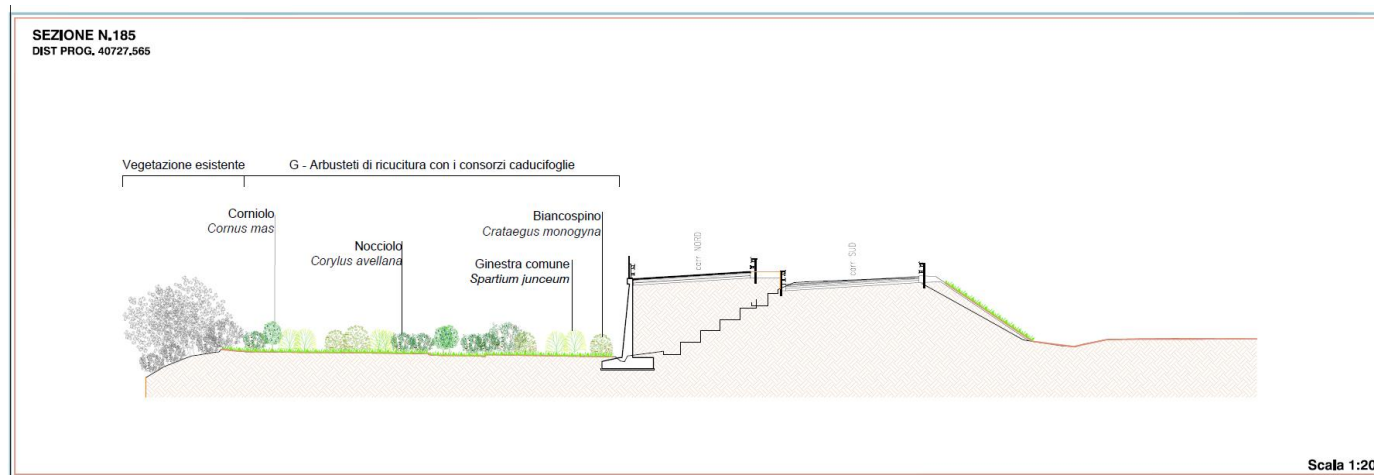 SEZIONE N.185
DIST PROG. 40727.565
Vegetazione esistente
G - Arbusteti di ricucitura con i consorzi caducifoglie
Corniolo
Cornus mas
Nocciolo
Corylus avellana
Biancospino
Crataegus monogyna
Ginestra comune
Spartium junceum
carr. NORD
carr. SUD
Scala 1:20